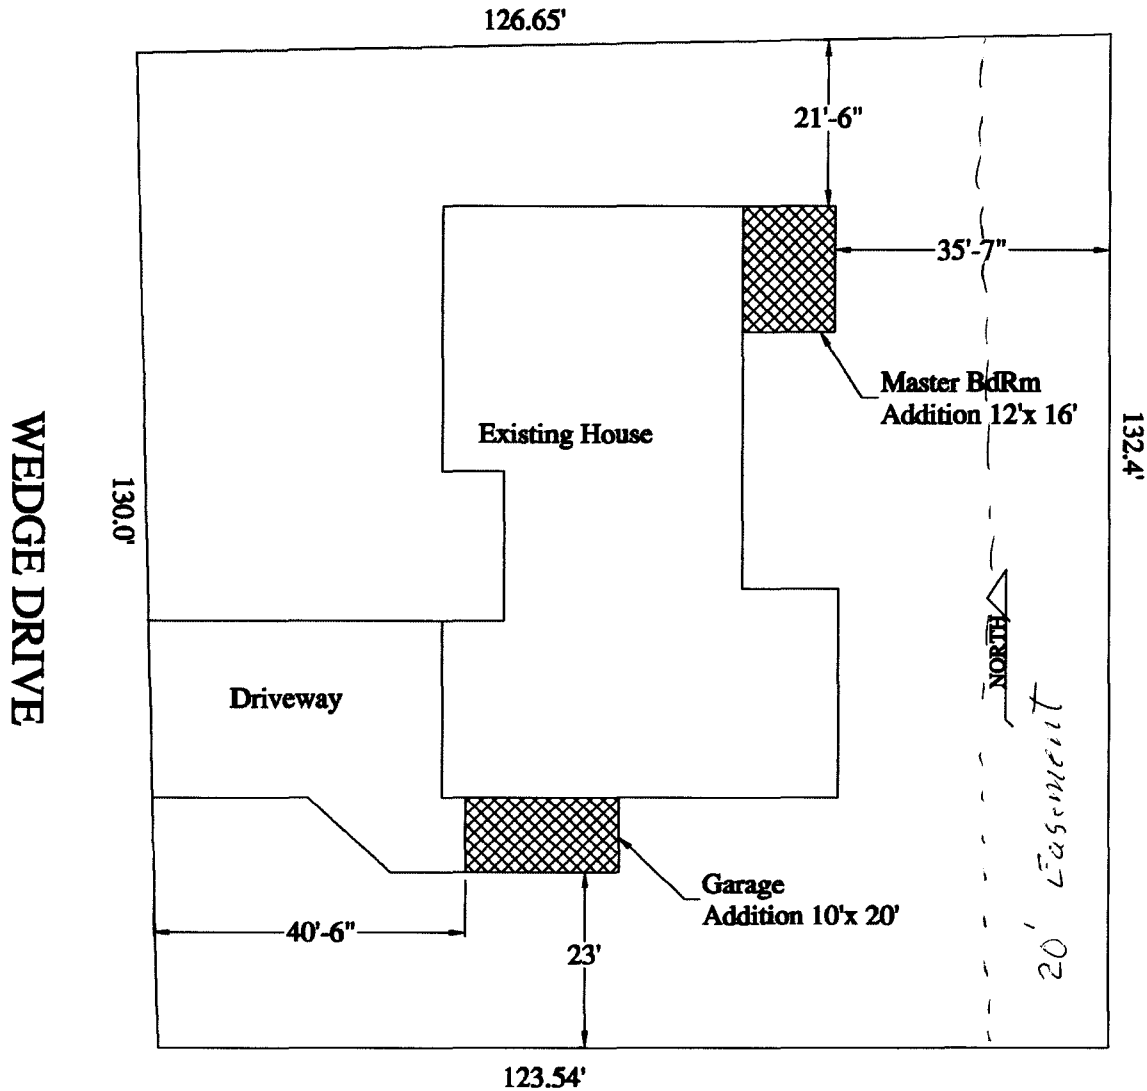 126.65'
21'-6"
35'-7"
Master BdRm
Addition 12'x 16'
Existing House
132.4'
130.0'
WEDGE DRIVE
NORTH
Driveway
20' Easement
Garage
Addition 10'x 20'
40'-6"
23'
123.54'